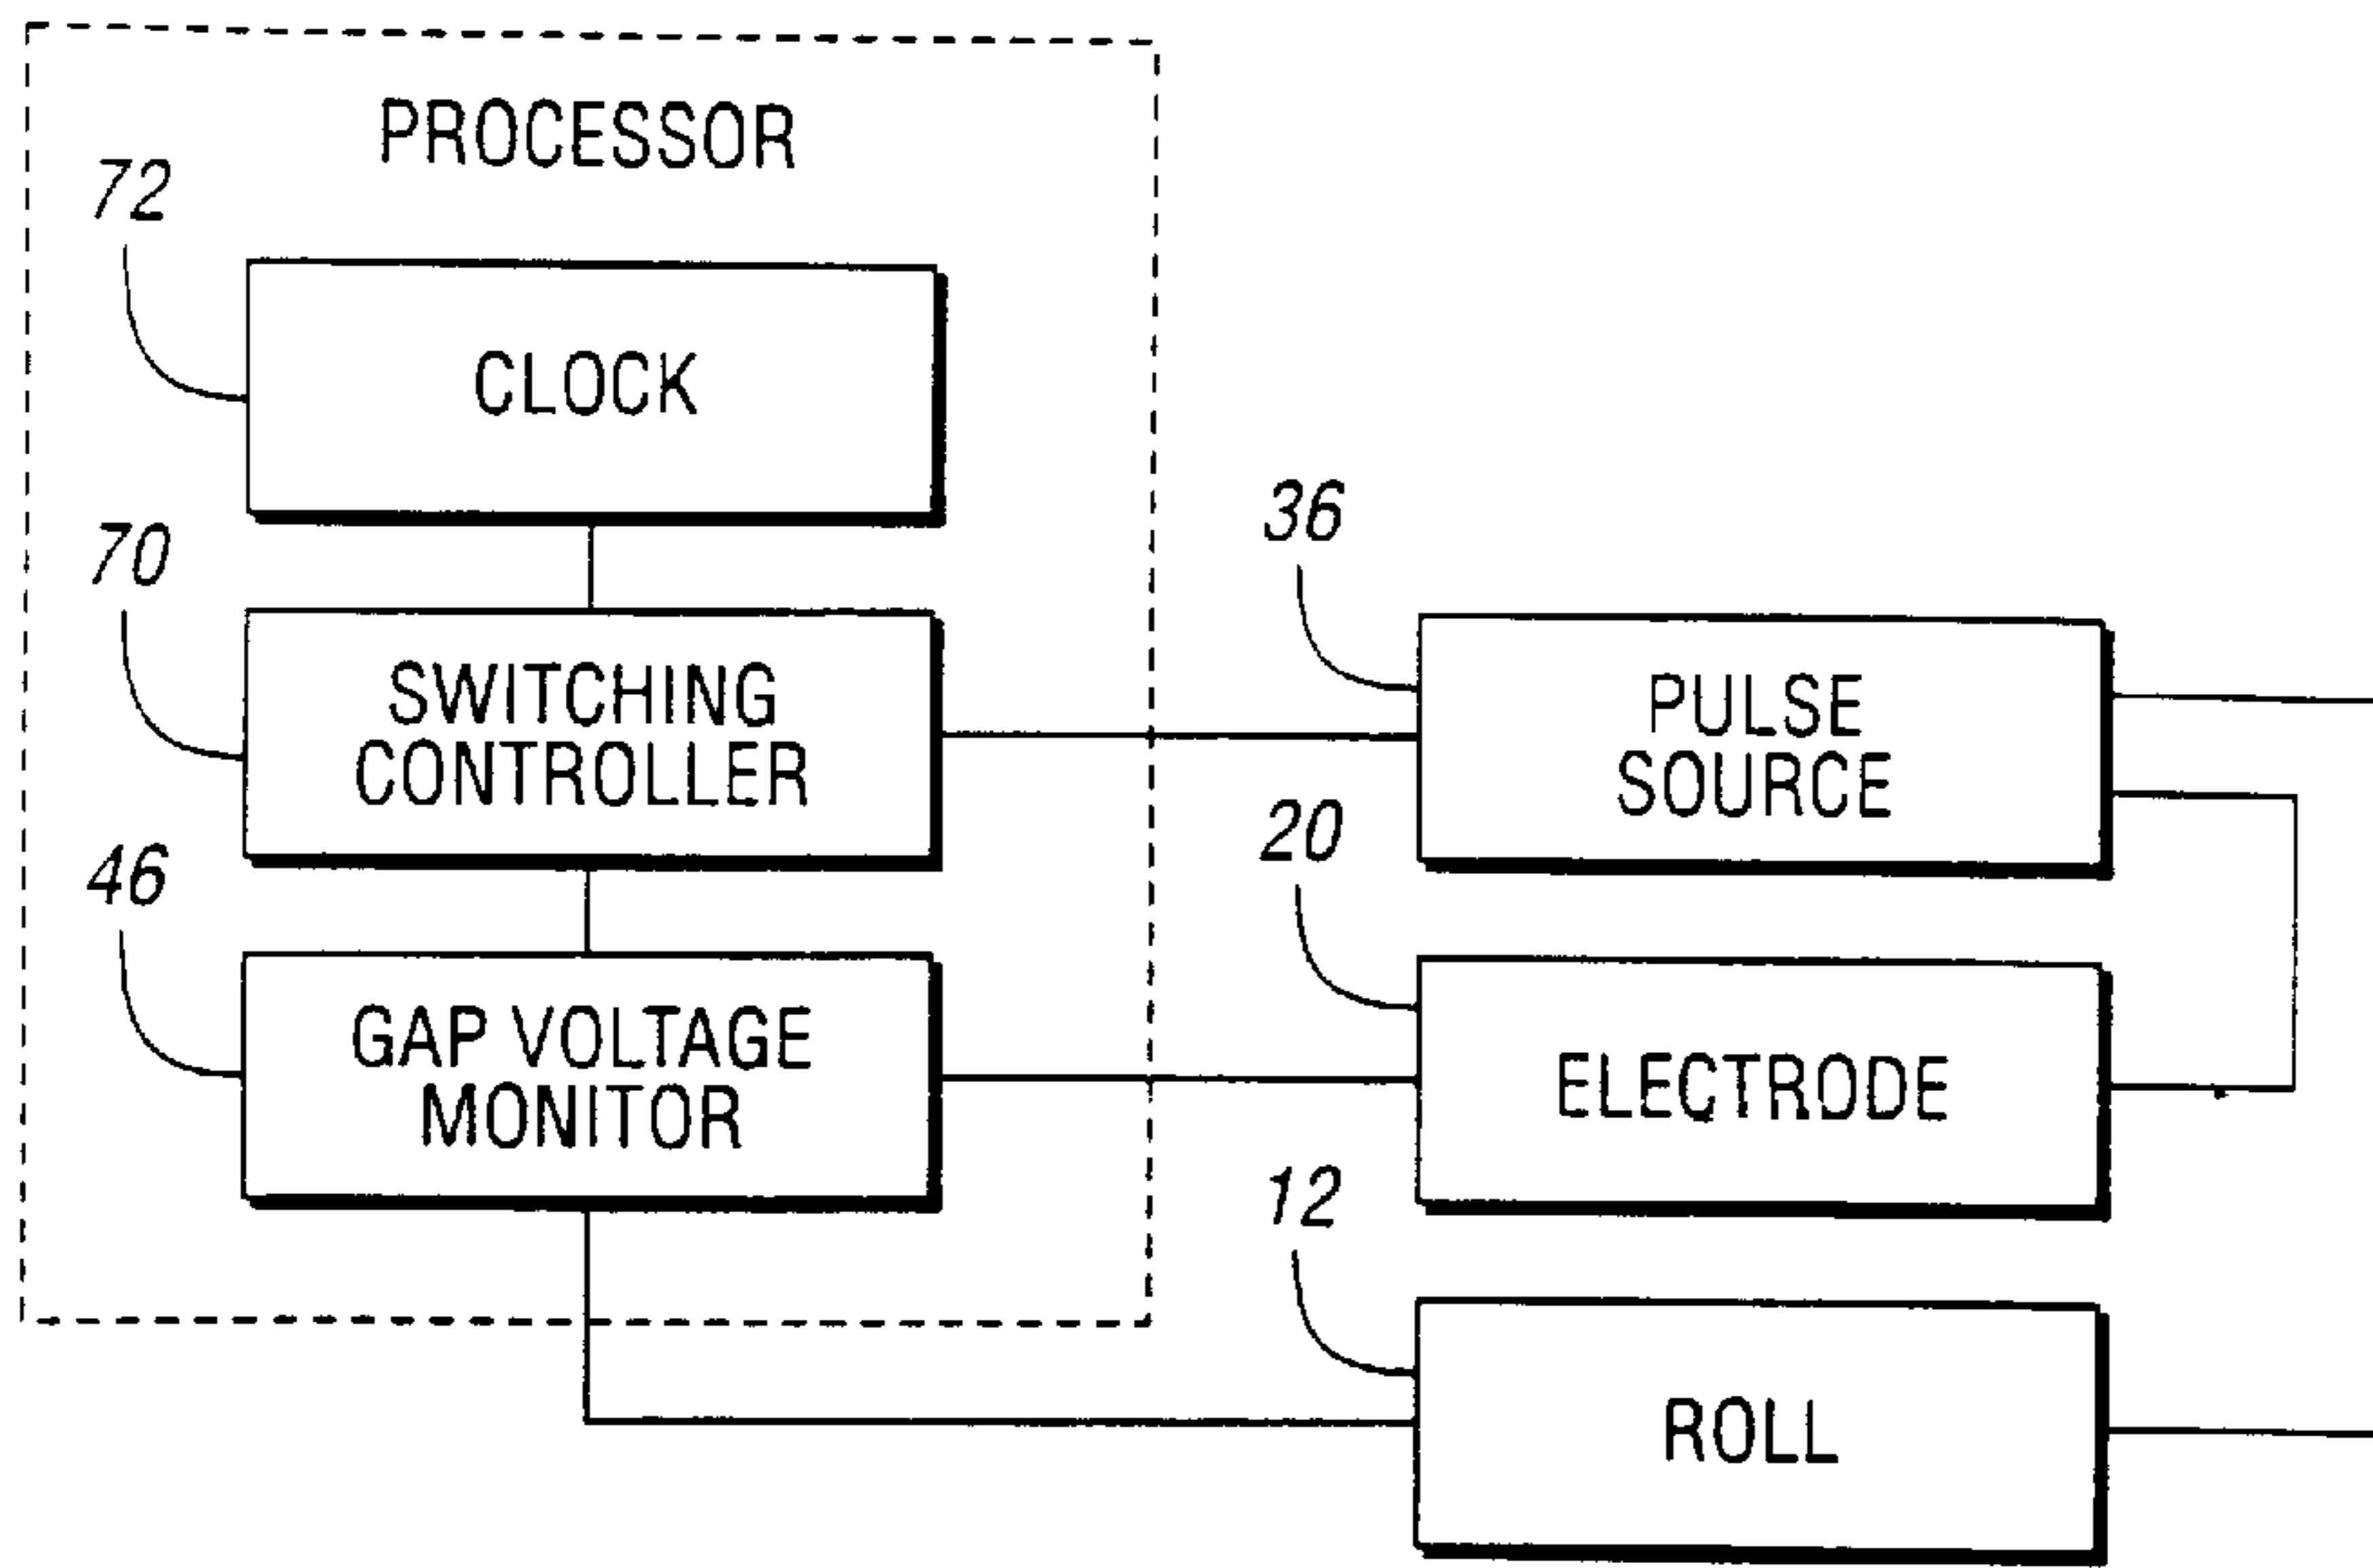 PROCESSOR
72
CLOCK
70
SWITCHING
CONTROLLER
46
GAP VOLTAGE
MONITOR
36
PULSE
SOURCE
20
ELECTRODE
12
ROLL